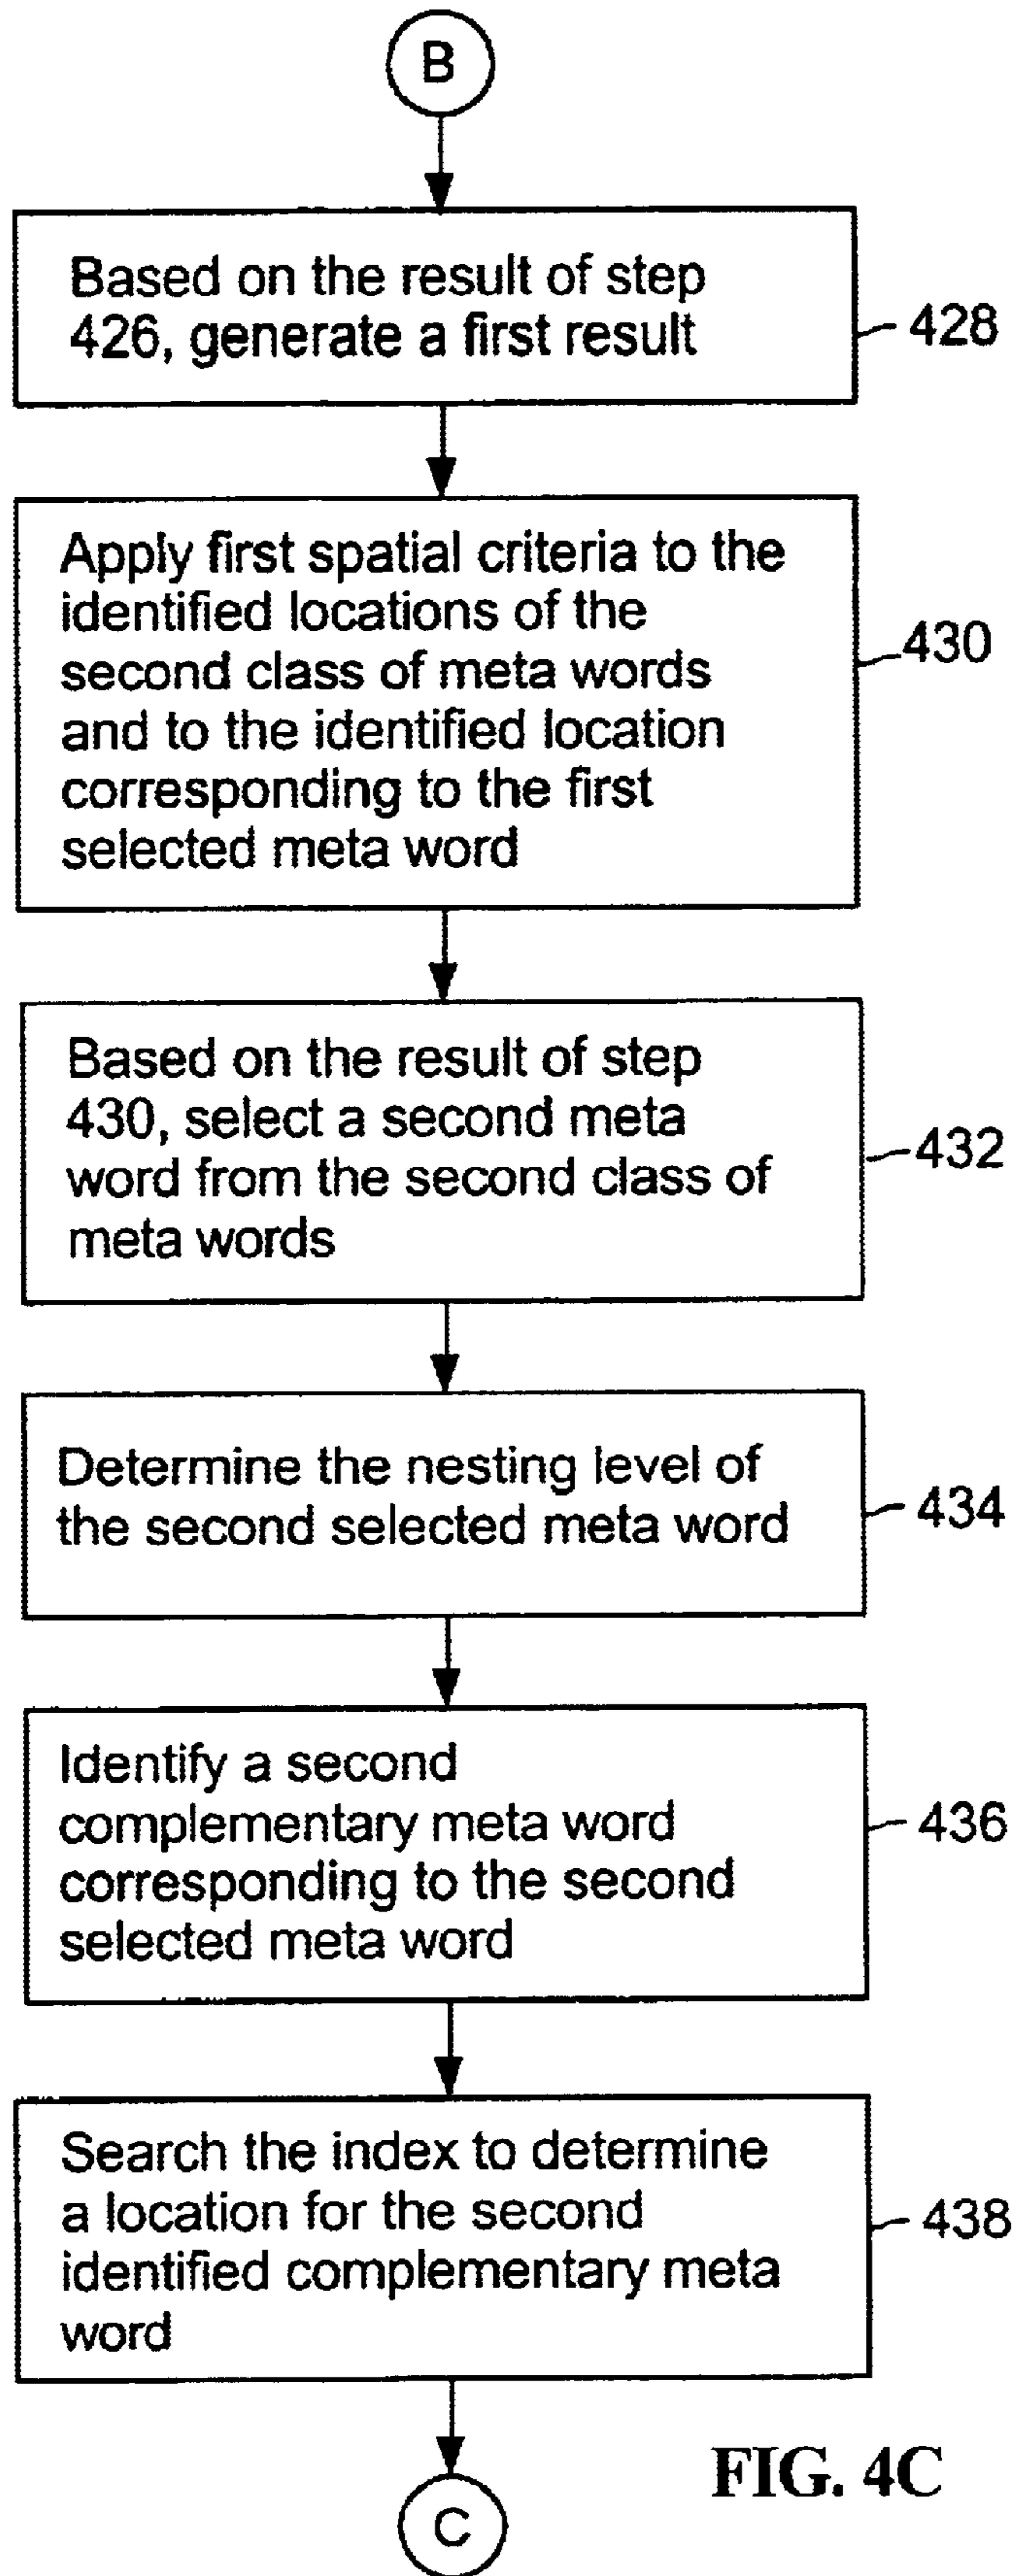 B
Based on the result of step
426, generate a first result
428
Apply first spatial criteria to the
identified locations of the
second class of meta words
and to the identified location
corresponding to the first
selected meta word
430
Based on the result of step
430, select a second meta
word from the second class of
meta words
432
Determine the nesting level of
the second selected meta word
434
Identify a second
complementary meta word
corresponding to the second
selected meta word
436
Search the index to determine
a location for the second
identified complementary meta
word
438
FIG. 4C
C